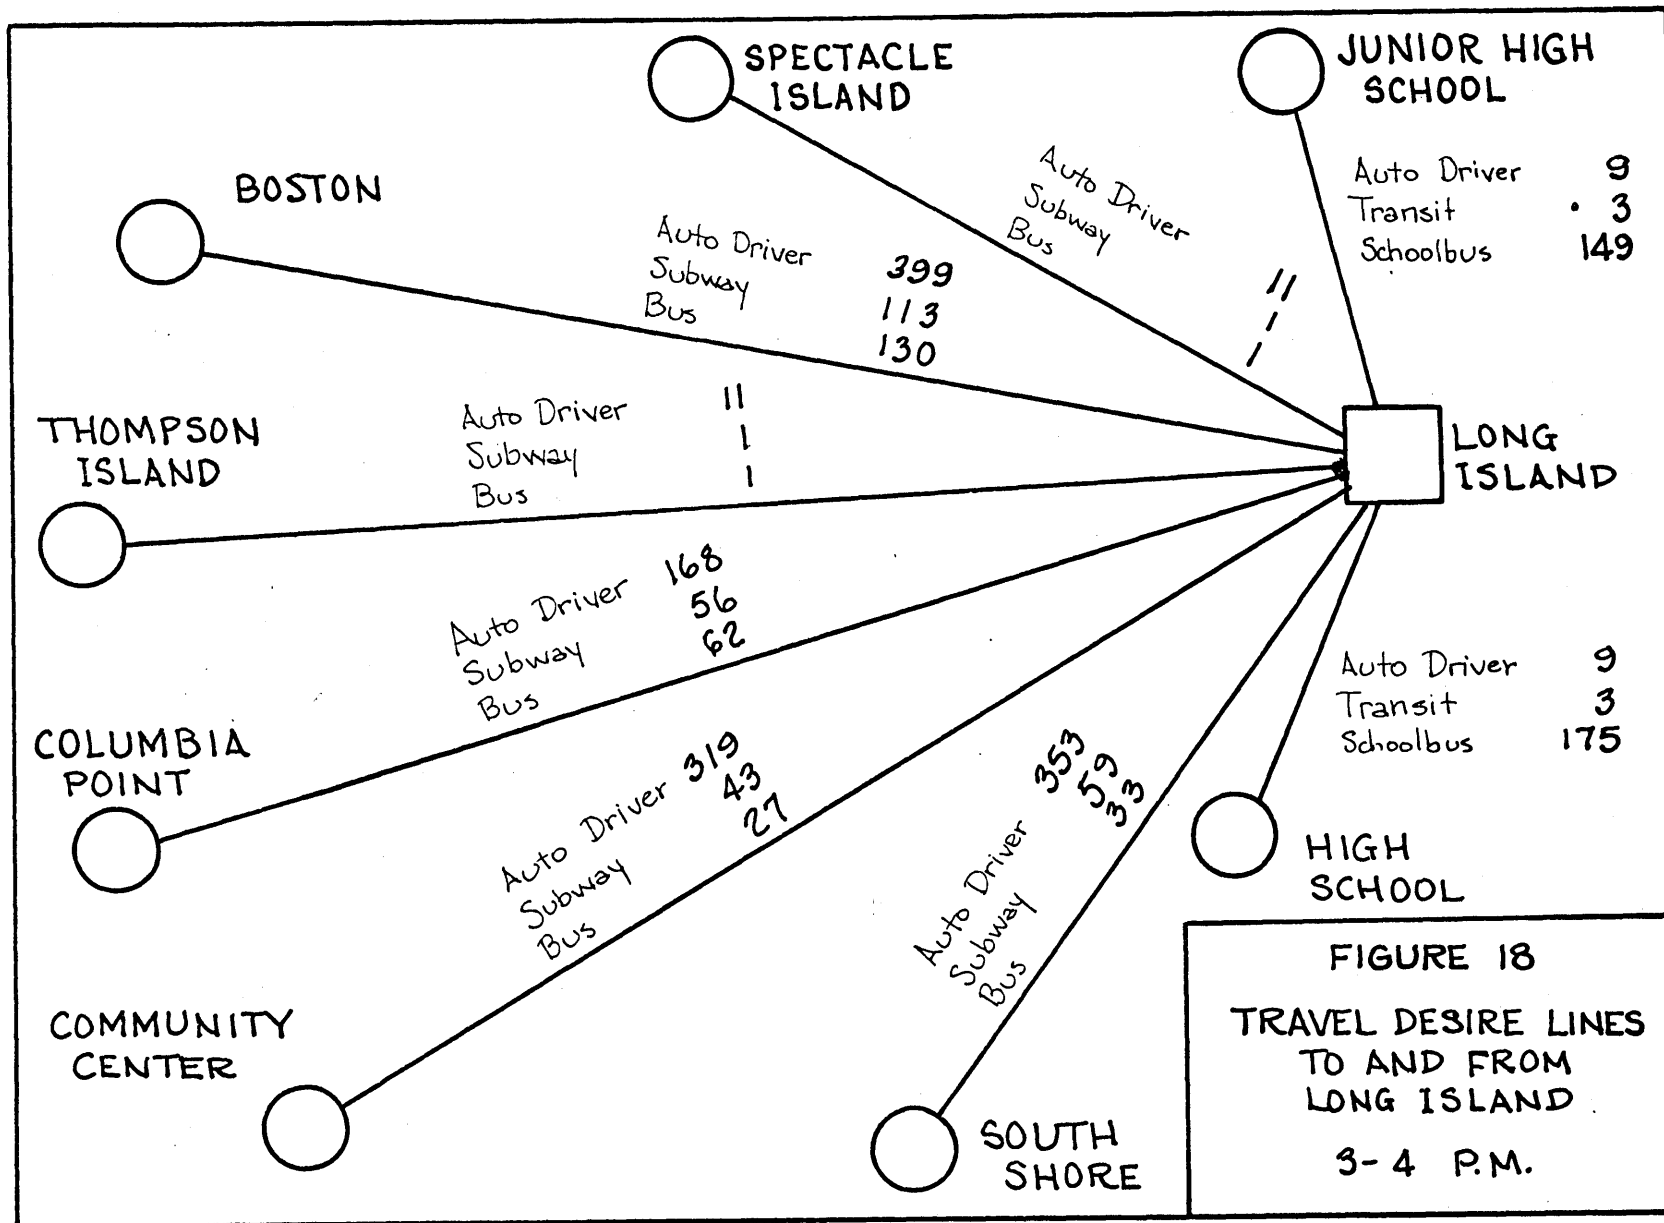 SPECTACLE
ISLAND
JUNIOR HIGH
SCHOOL
BOSTON
Auto Driver 399
Subway 113
Bus 130
Auto Driver 11
Subway 1
Bus 1
Auto Driver 9
Transit 3
Schoolbus 149
THOMPSON
ISLAND
Auto Driver 11
Subway 1
Bus 1
LONG
ISLAND
Auto Driver 168
Subway 56
Bus 62
COLUMBIA
POINT
Auto Driver 319
Subway 43
Bus 27
Auto Driver 353
Subway 59
Bus 33
Auto Driver 9
Transit 3
Schoolbus 175
HIGH
SCHOOL
COMMUNITY
CENTER
SOUTH
SHORE
FIGURE 18
TRAVEL DESIRE LINES
TO AND FROM
LONG ISLAND
3-4 P.M.